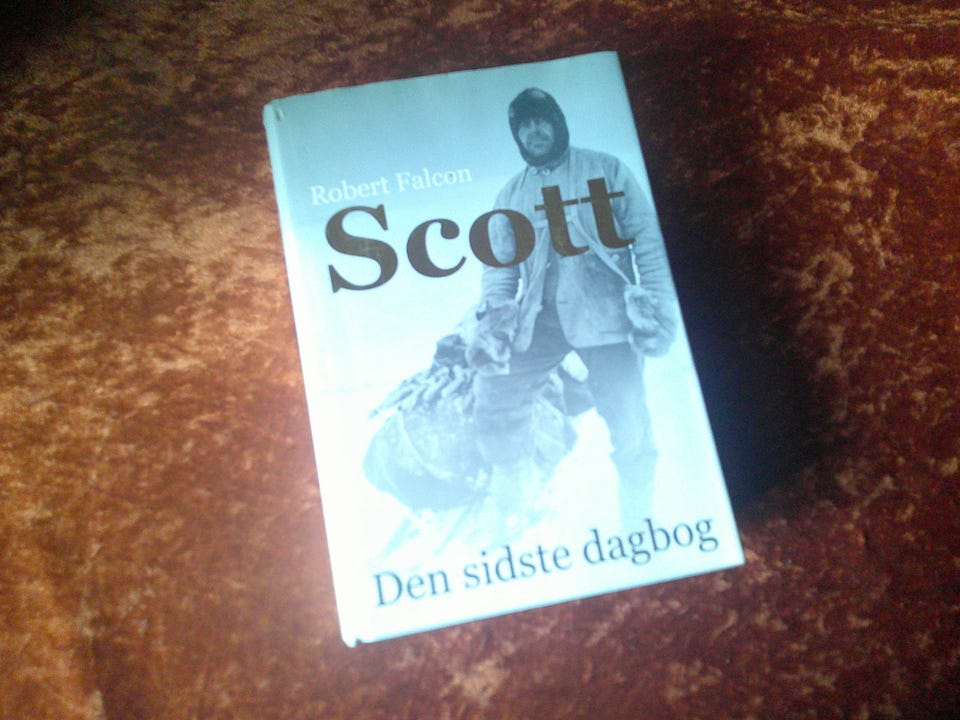 Robert Falcon
Scott
Den sidste dagbog